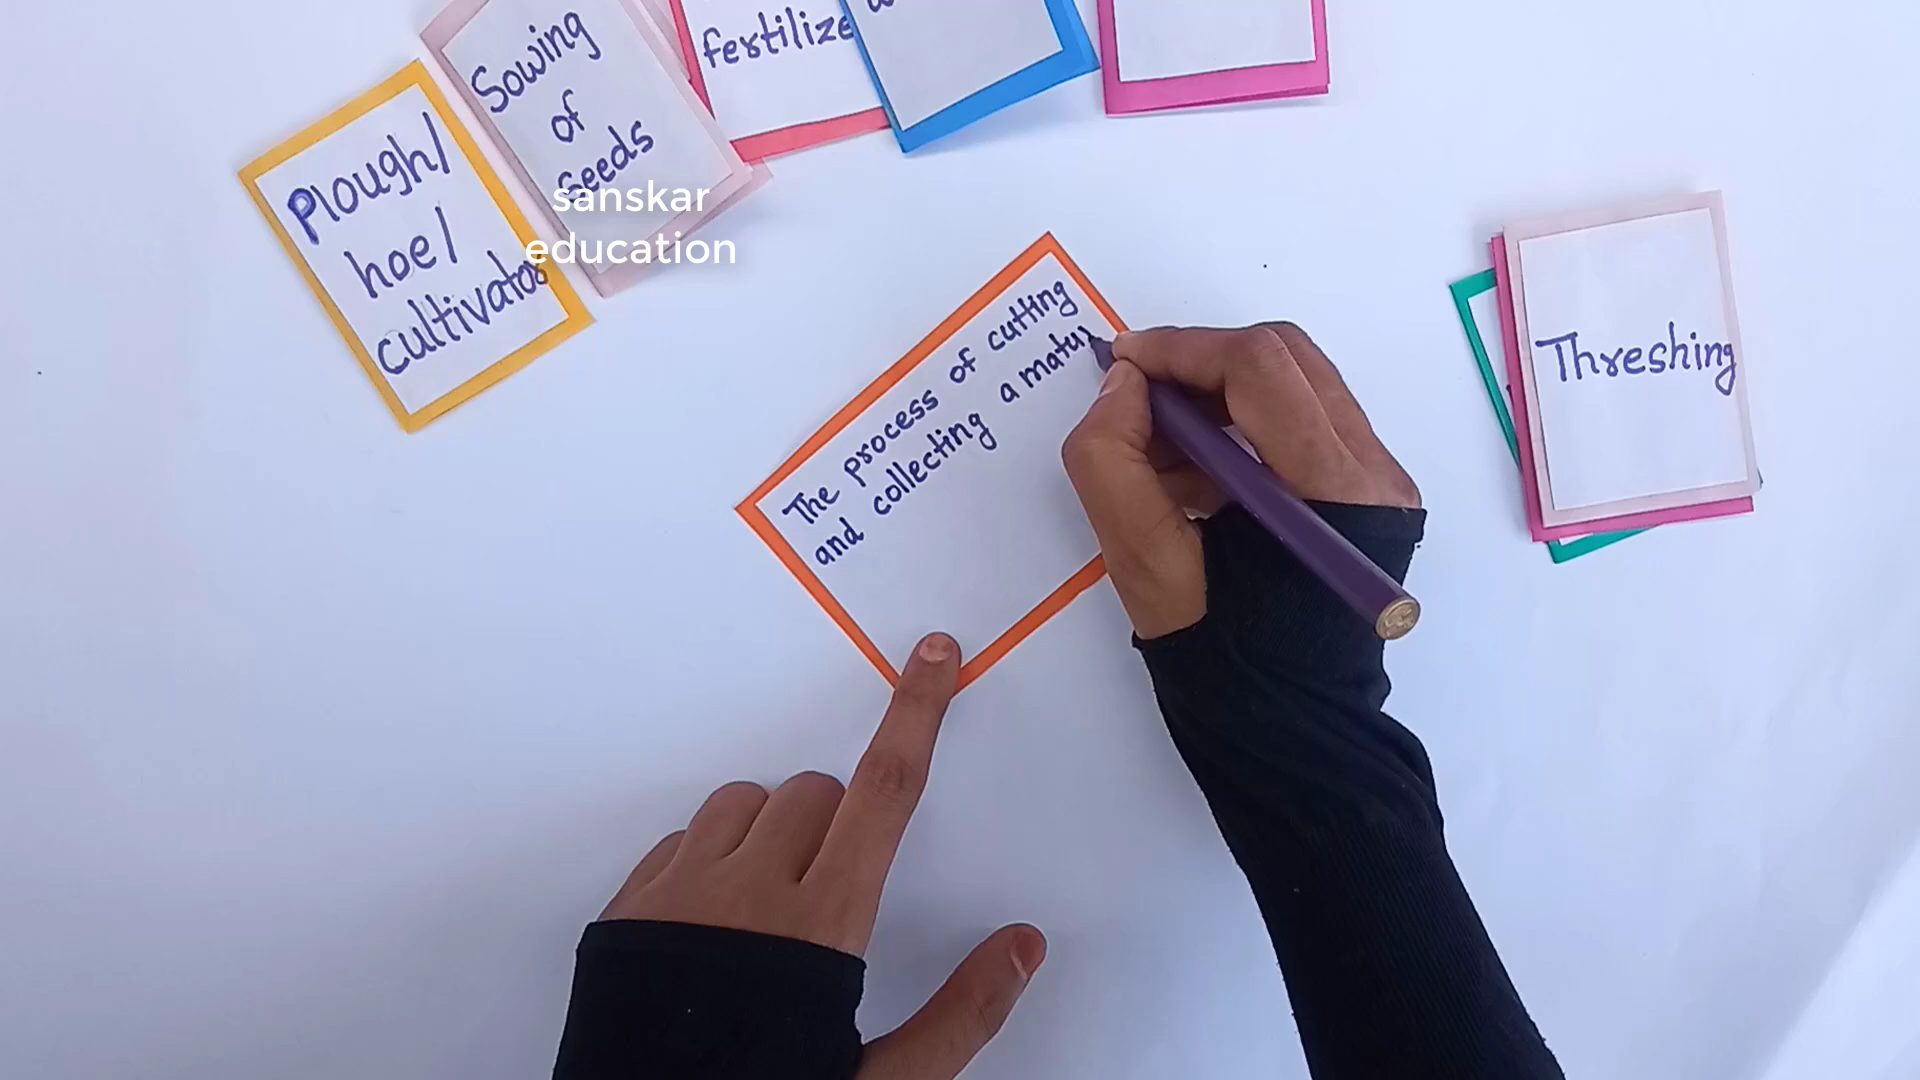 Plough/
hoe/
cultivator
Sowing
of
seeds
fertilize
sanskar
education
The process of cutting
and collecting a matu
Threshing